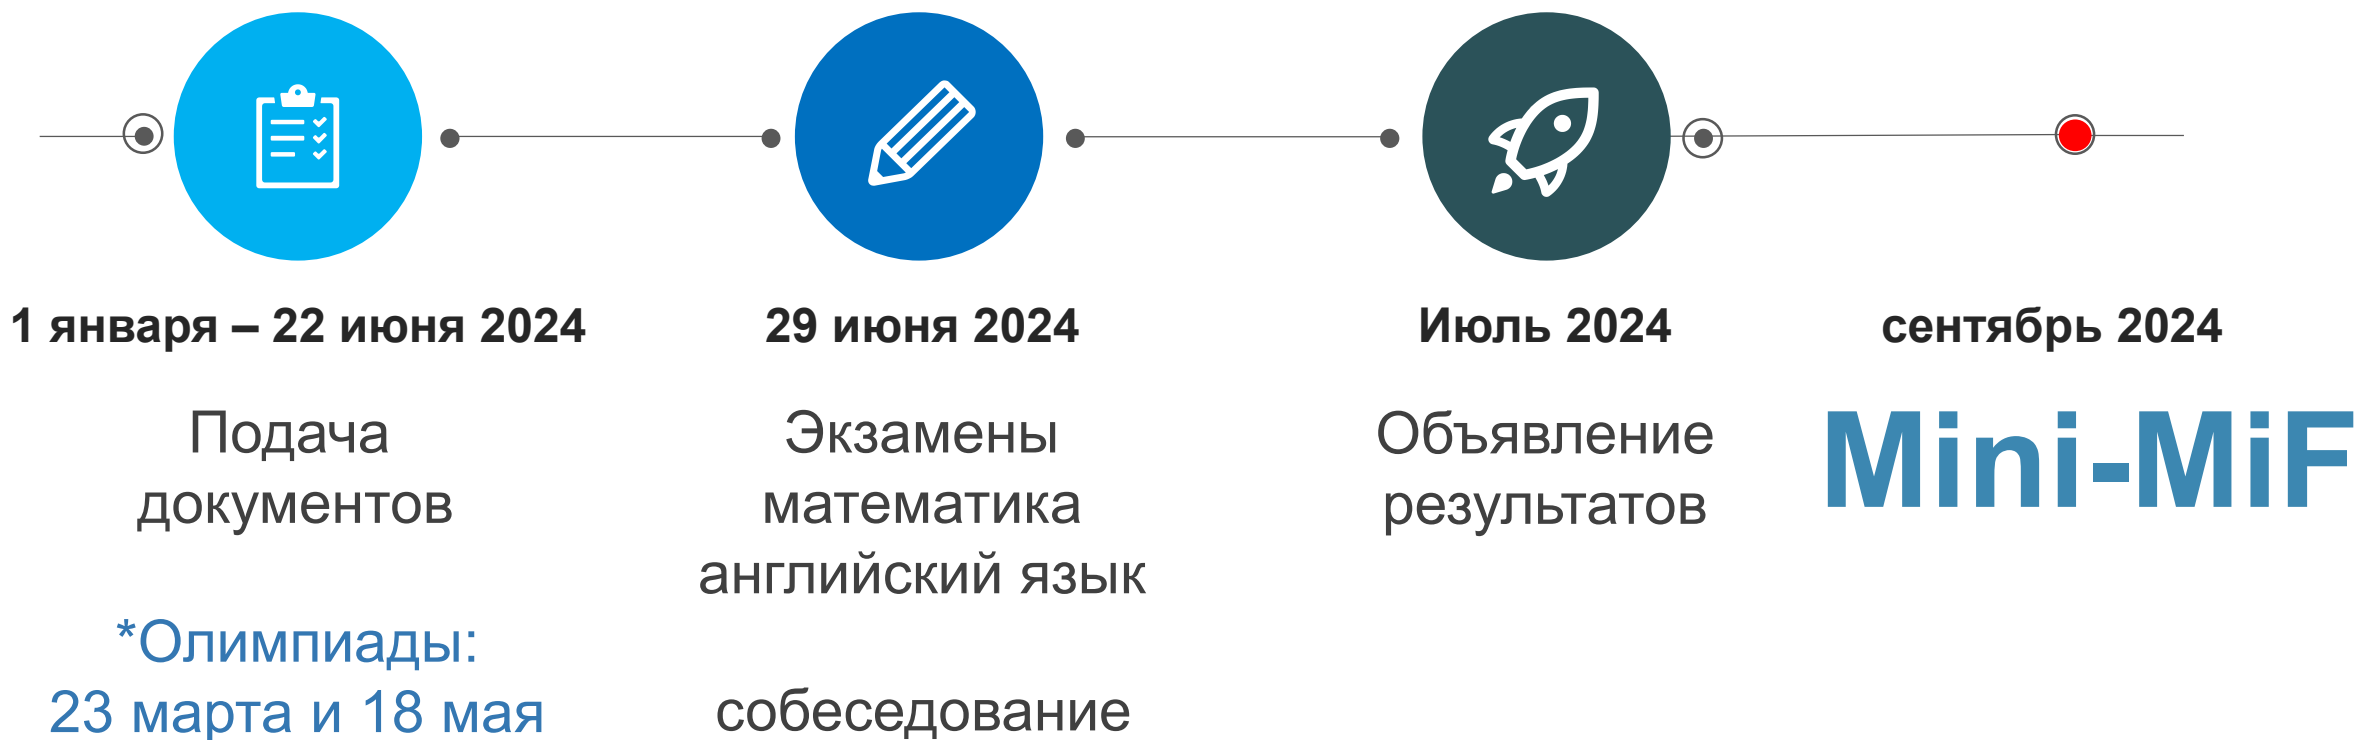 1 января – 22 июня 2024
Подача
документов
*Олимпиады:
23 марта и 18 мая
29 июня 2024
Экзамены
математика
английский язык
собеседование
Июль 2024
Объявление
результатов
сентябрь 2024
Mini-MiF